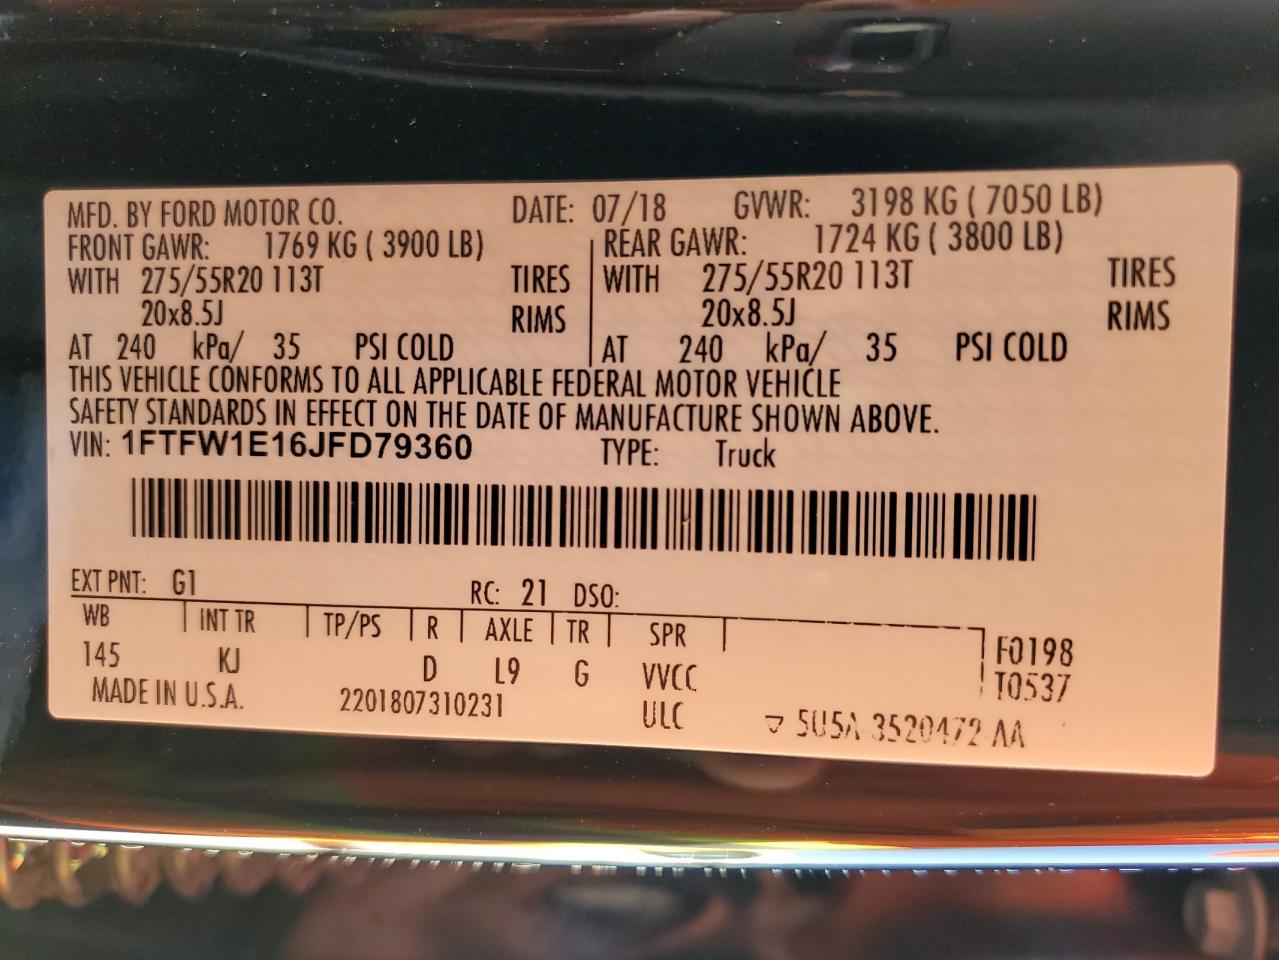 MFD. BY FORD MOTOR CO. DATE: 07/18 GVWR: 3198 KG ( 7050 LB)
FRONT GAWR: 1769 KG ( 3900 LB) REAR GAWR: 1724 KG ( 3800 LB)
WITH 275/55R20 113T TIRES WITH 275/55R20 113T TIRES
20x8.5J RIMS 20x8.5J RIMS
AT 240 kPa/ 35 PSI COLD AT 240 kPa/ 35 PSI COLD
THIS VEHICLE CONFORMS TO ALL APPLICABLE FEDERAL MOTOR VEHICLE
SAFETY STANDARDS IN EFFECT ON THE DATE OF MANUFACTURE SHOWN ABOVE.
VIN: 1FTFW1E16JFD79360 TYPE: Truck
EXT PNT: G1 RC: 21 DSO:
WB INT TR TP/PS R AXLE TR SPR F0198
145 KJ D L9 G VVCC T0537
MADE IN U.S.A. 2201807310231 ULC ▽ 5U5A 3520472 AA